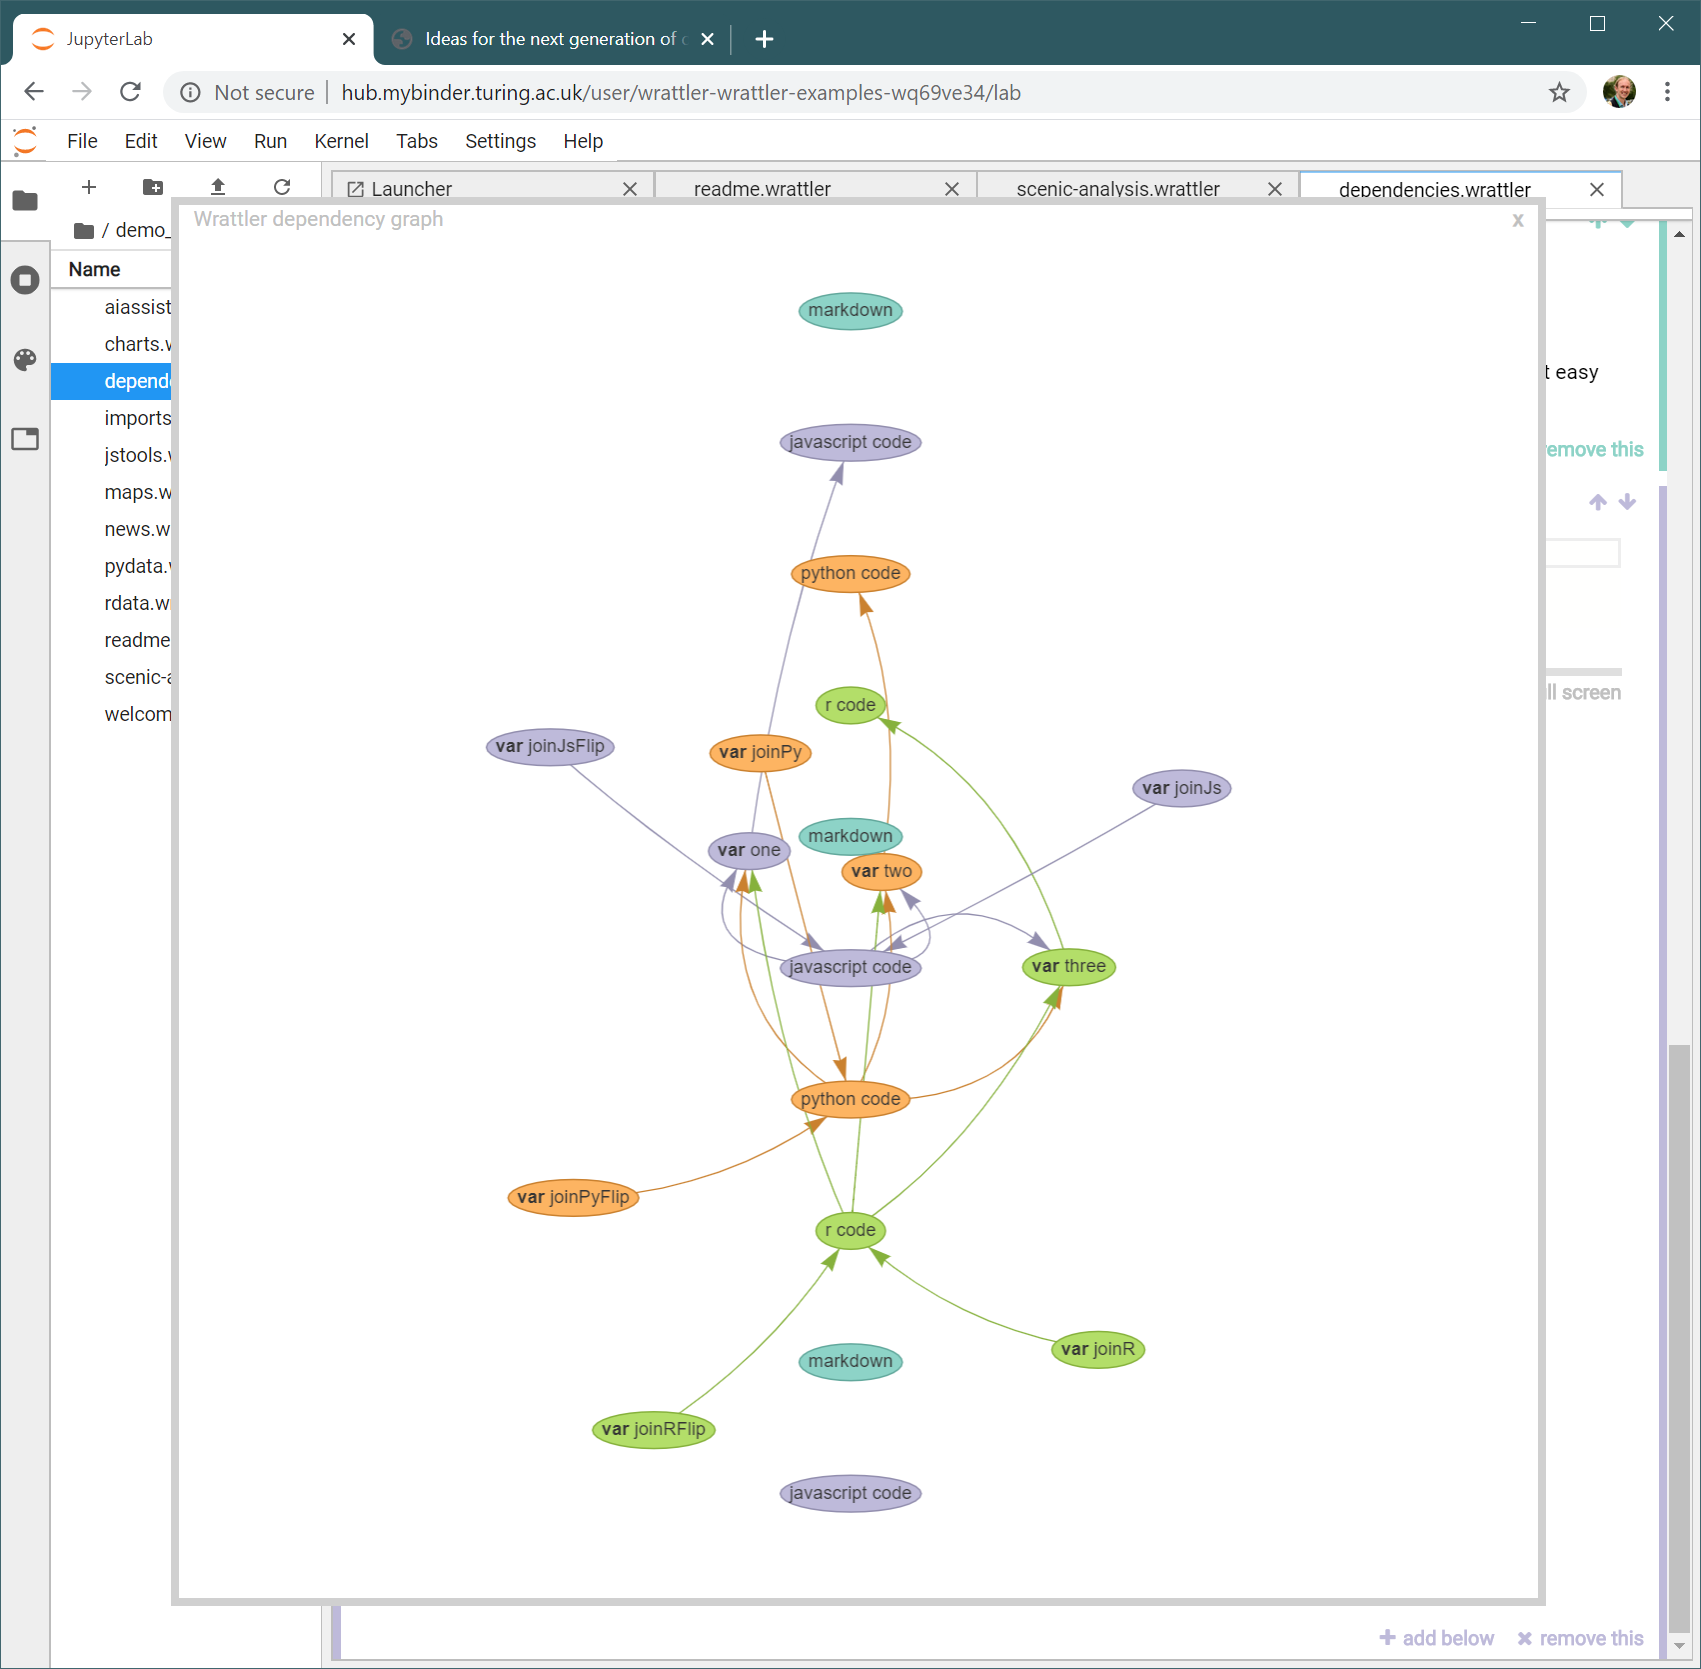 JupyterLab
Ideas for the next generation of
Not secure
hub.mybinder.turing.ac.uk/user/wrattler-wrattler-examples-wq69ve34/lab
File Edit View Run Kernel Tabs Settings Help
Launcher
readme.wrattler
scenic-analysis.wrattler
dependencies.wrattler
/ demo_
Name
aiassist
charts.w
depend
imports
jstools.w
maps.w
news.w
pydata.w
rdata.w
readme
scenic-a
welcom
Wrattler dependency graph
x
markdown
t easy
javascript code
remove this
python code
ll screen
r code
var joinJsFlip
var joinPy
var joinJs
markdown
var one
var two
javascript code
var three
python code
var joinPyFlip
r code
var joinR
markdown
var joinRFlip
javascript code
add below
remove this